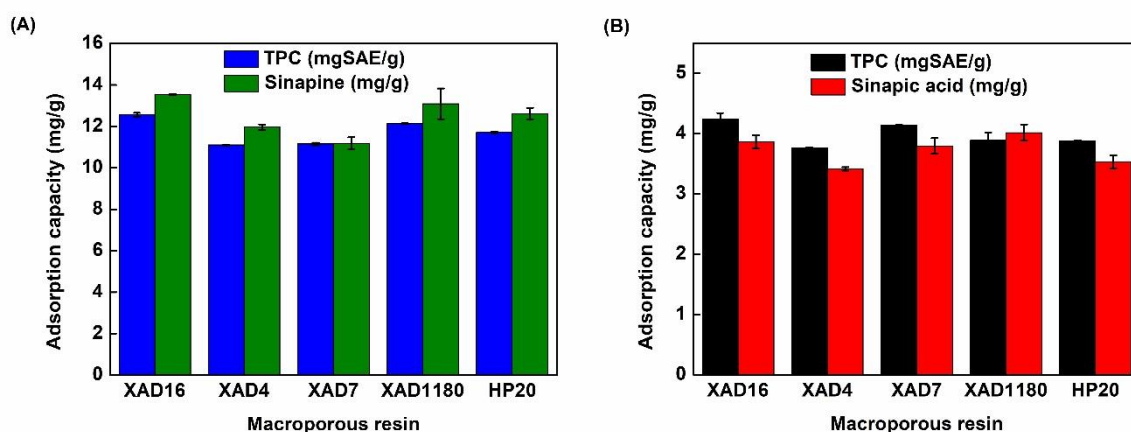 (A)
TPC (mgSAE/g)
Sinapine (mg/g)
Adsorption capacity (mg/g)
16
14
12
10
8
6
4
2
0
XAD16 XAD4 XAD7 XAD1180 HP20
Macroporous resin
(B)
TPC (mgSAE/g)
Sinapic acid (mg/g)
Adsorption capacity (mg/g)
5
4
3
2
1
0
XAD16 XAD4 XAD7 XAD1180 HP20
Macroporous resin